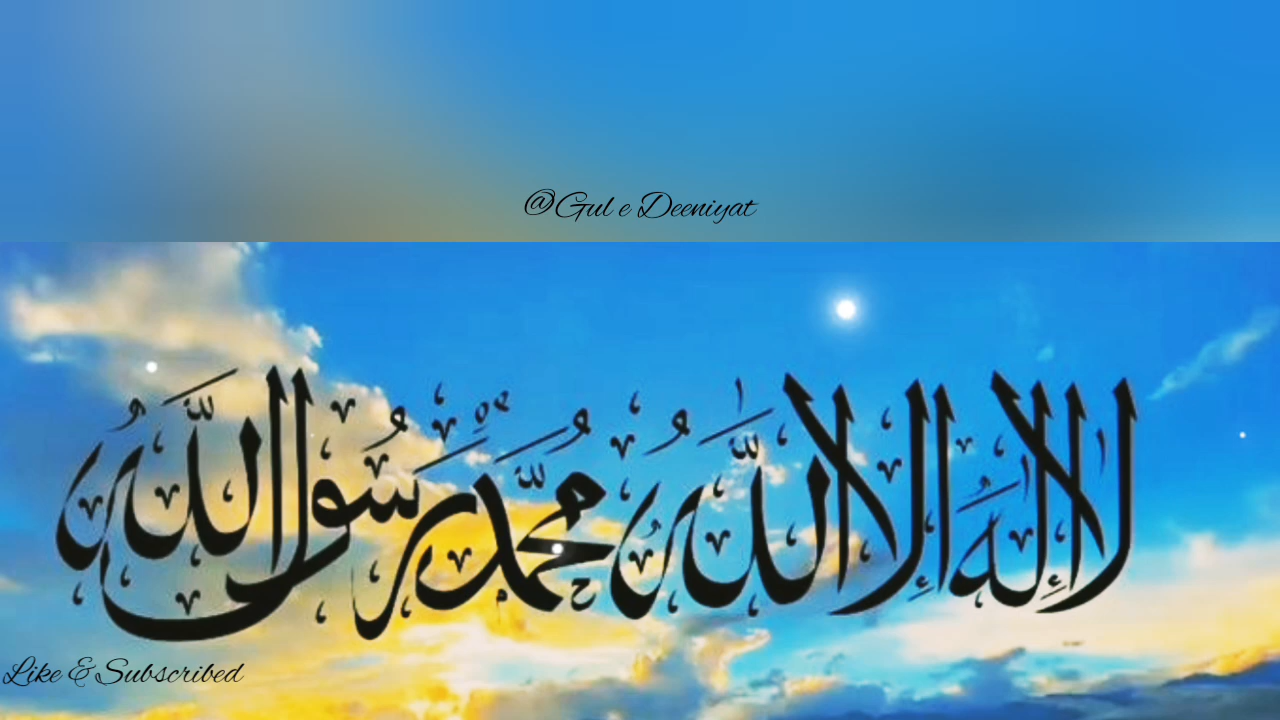 @Gul e Deeniyat
لَا إِلٰهَ إِلَّا اللّٰهُ مُحَمَّدٌ رَسُولُ اللّٰهِ
Like & Subscribed